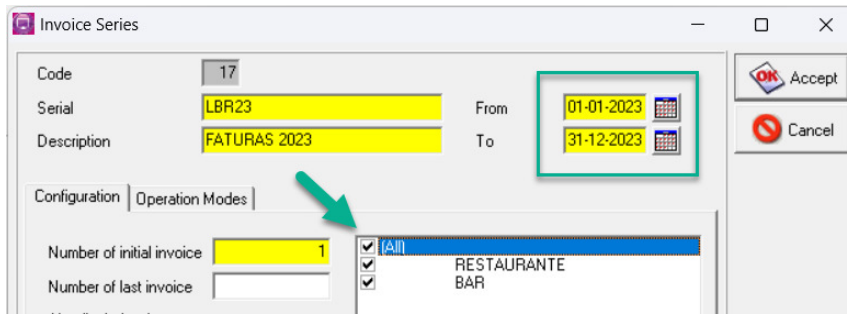 Invoice Series
Code 17
Serial LBR23 From 01-01-2023
Description FATURAS 2023 To 31-12-2023
OK Accept
Cancel
Configuration Operation Modes
Number of initial invoice 1
Number of last invoice
(All)
RESTAURANTE
BAR